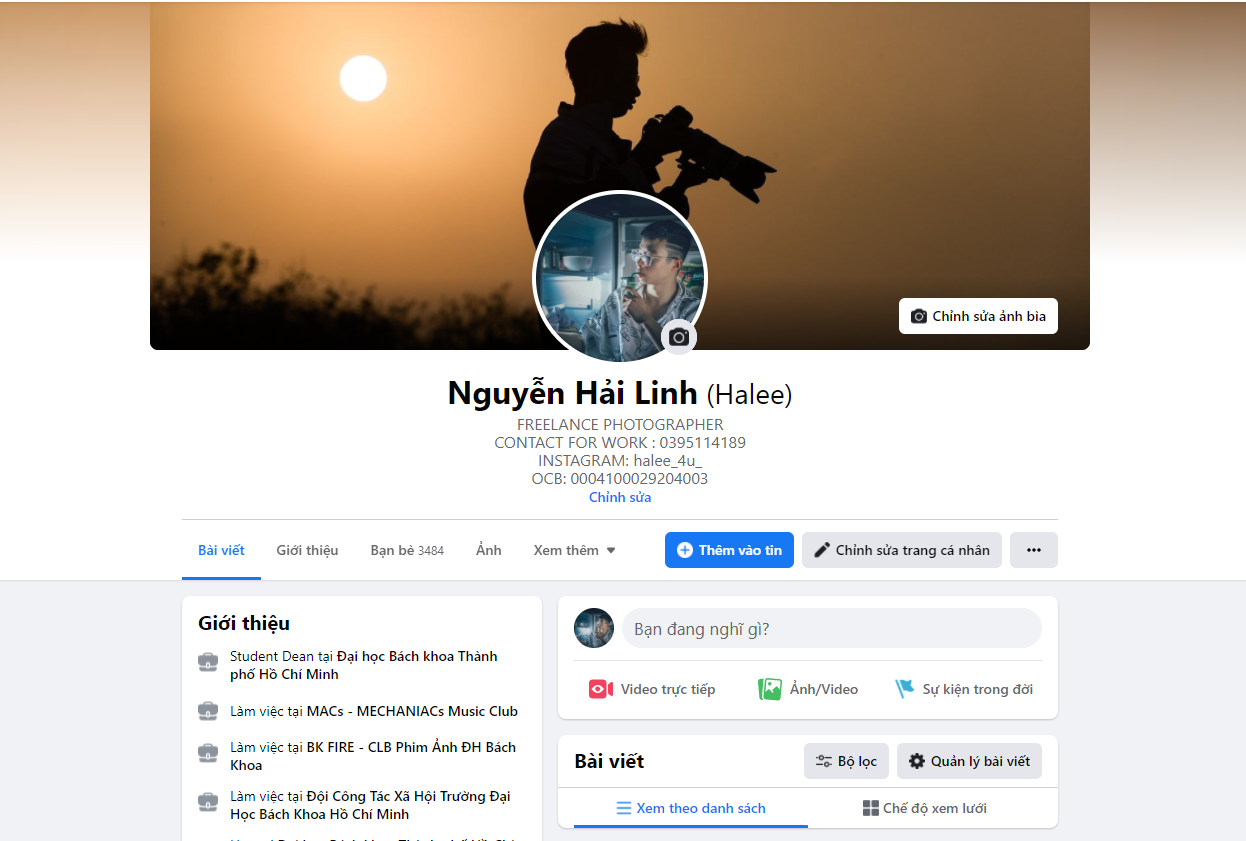 Chỉnh sửa ảnh bìa
Nguyễn Hải Linh (Halee)
FREELANCE PHOTOGRAPHER
CONTACT FOR WORK : 0395114189
INSTAGRAM: halee_4u_
OCB: 0004100029204003
Chỉnh sửa
Bài viết Giới thiệu Bạn bè 3484 Ảnh Xem thêm Thêm vào tin Chỉnh sửa trang cá nhân
Giới thiệu
Student Dean tại Đại học Bách khoa Thành
phố Hồ Chí Minh
Làm việc tại MACs - MECHANIACs Music Club
Làm việc tại BK FIRE - CLB Phim Ảnh ĐH Bách
Khoa
Làm việc tại Đội Công Tác Xã Hội Trường Đại
Học Bách Khoa Hồ Chí Minh
Bạn đang nghĩ gì?
Video trực tiếp Ảnh/Video Sự kiện trong đời
Bài viết Bộ lọc Quản lý bài viết
Xem theo danh sách Chế độ xem lưới